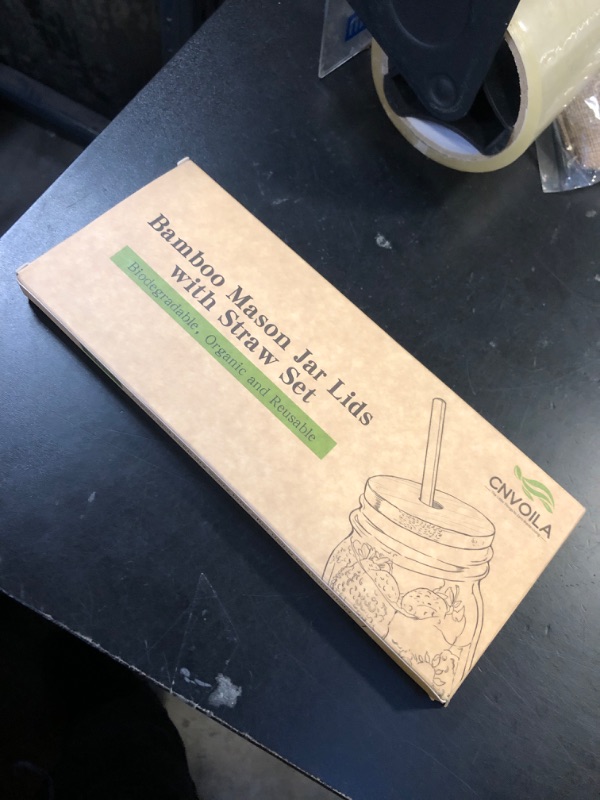 Bamboo Mason Jar Lids
with Straw Set
Biodegradable, Organic and Reusable
CNVOILA